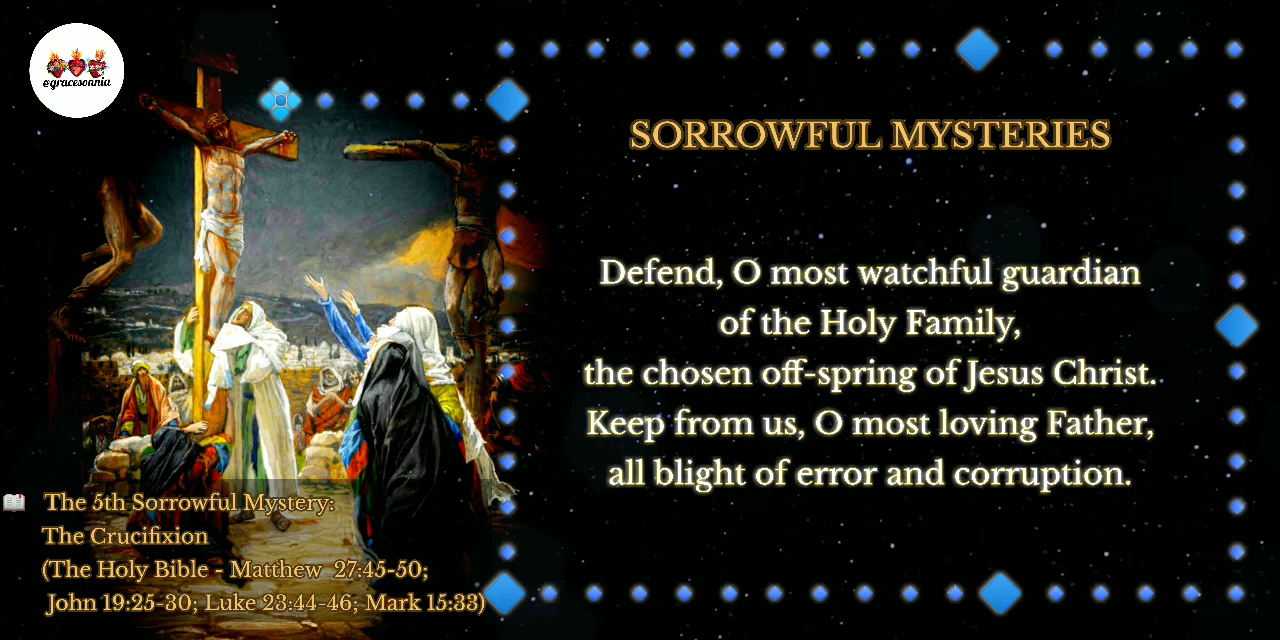 @gracesonnia
SORROWFUL MYSTERIES
Defend, O most watchful guardian
of the Holy Family,
the chosen off-spring of Jesus Christ.
Keep from us, O most loving Father,
all blight of error and corruption.
The 5th Sorrowful Mystery:
The Crucifixion
(The Holy Bible - Matthew 27:45-50;
John 19:25-30; Luke 23:44-46; Mark 15:33)